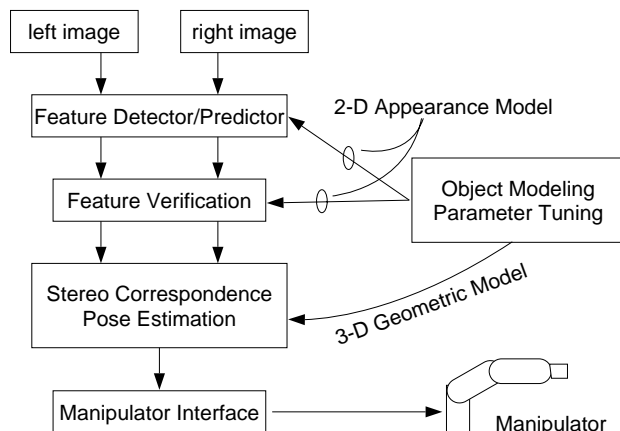 left image
right image
Feature Detector/Predictor
2-D Appearance Model
Feature Verification
Object Modeling
Parameter Tuning
Stereo Correspondence
Pose Estimation
3-D Geometric Model
Manipulator Interface
Manipulator